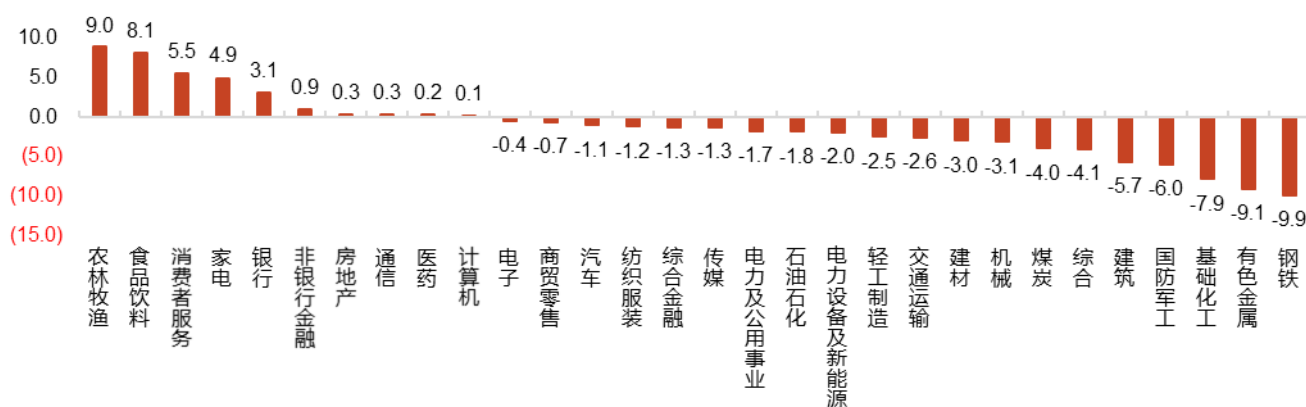 10.0
5.0
0.0
(5.0)
(10.0)
(15.0)
9.0
8.1
5.5
4.9
3.1
0.9
0.3
0.3
0.2
0.1
-0.4
-0.7
-1.1
-1.2
-1.3
-1.3
-1.7
-1.8
-2.0
-2.5
-2.6
-3.0
-3.1
-4.0
-4.1
-5.7
-6.0
-7.9
-9.1
-9.9
农林牧渔
食品饮料
消费者服务
家电
银行
非银行金融
房地产
通信
医药
计算机
电子
商贸零售
汽车
纺织服装
综合金融
传媒
电力及公用事业
石油石化
电力设备及新能源
轻工制造
交通运输
建材
机械
煤炭
综合
建筑
国防军工
基础化工
有色金属
钢铁